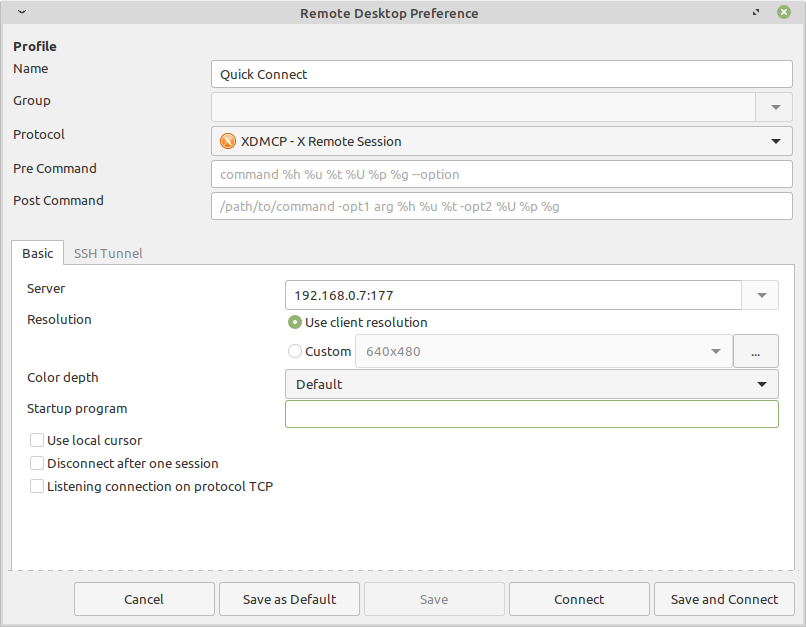 Remote Desktop Preference
Profile
Name Quick Connect
Group
Protocol XDMCP - X Remote Session
Pre Command command %h %u %t %U %p %g --option
Post Command /path/to/command -opt1 arg %h %u %t -opt2 %U %p %g
Basic SSH Tunnel
Server 192.168.0.7:177
Resolution Use client resolution
Custom 640x480 ...
Color depth Default
Startup program
Use local cursor
Disconnect after one session
Listening connection on protocol TCP
Cancel Save as Default Save Connect Save and Connect